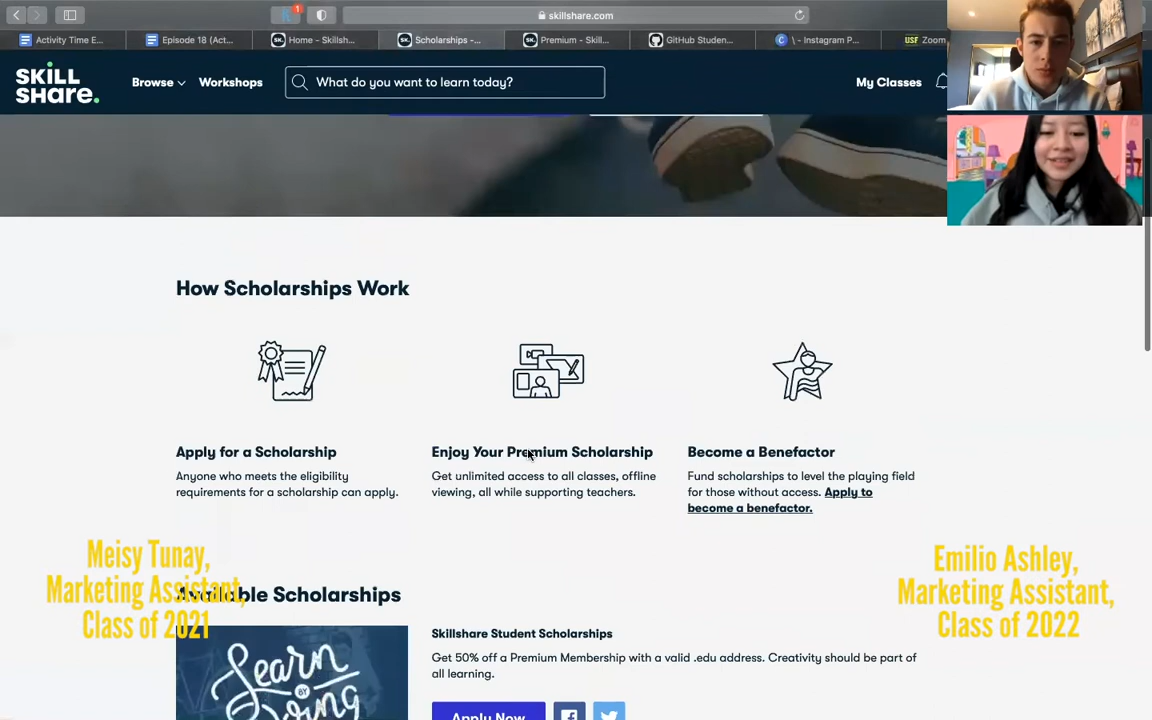 skillshare.com
1
Activity Time E...
Episode 18 (Act...
Home - Skillsh...
Scholarships -...
Premium - Skill...
GitHub Studen...
\ - Instagram P...
USF Zoom
SKILL
SHARE.
Browse
Workshops
What do you want to learn today?
My Classes
How Scholarships Work
Apply for a Scholarship
Anyone who meets the eligibility
requirements for a scholarship can apply.
Enjoy Your Premium Scholarship
Get unlimited access to all classes, offline
viewing, all while supporting teachers.
Become a Benefactor
Fund scholarships to level the playing field
for those without access. Apply to
become a benefactor.
Meisy Tunay,
Marketing Assistant,
Class of 2021
Emilio Ashley,
Marketing Assistant,
Class of 2022
Available Scholarships
Learn
BY
Doing
Skillshare Student Scholarships
Get 50% off a Premium Membership with a valid .edu address. Creativity should be part of
all learning.
Apply Now